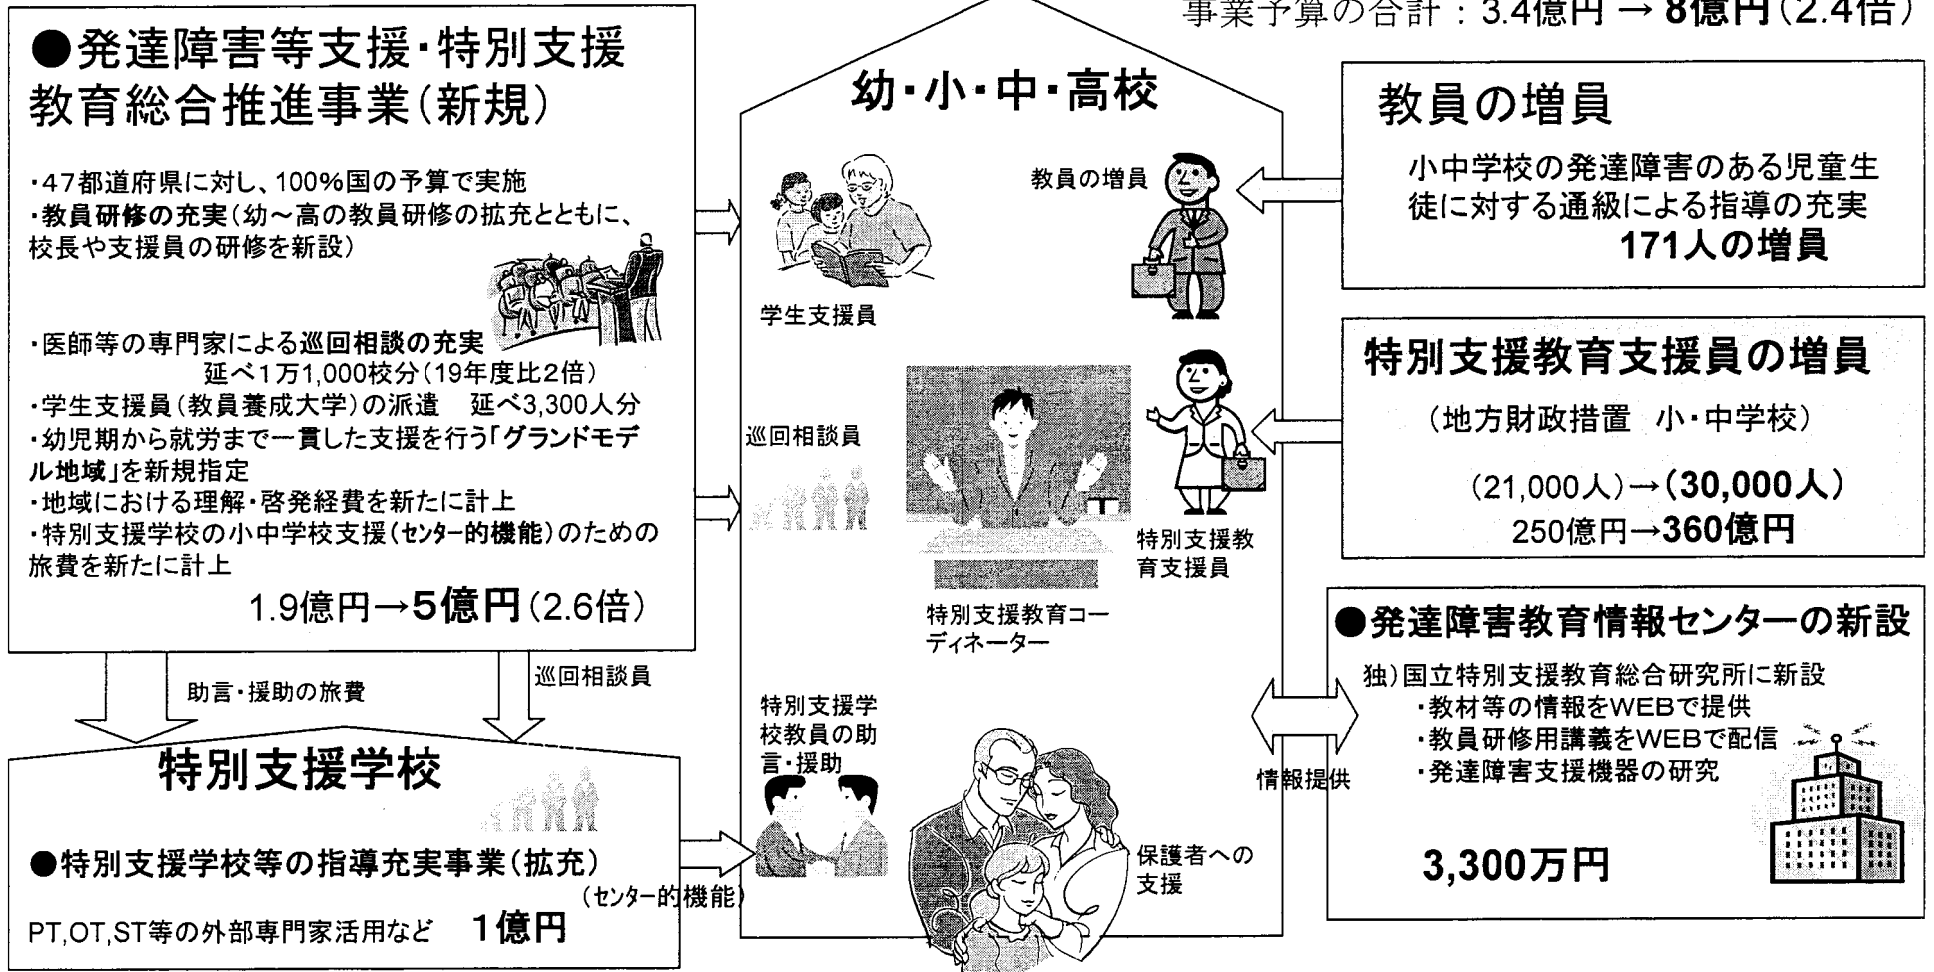 事業予算の合計：3.4億円 → 8億円（2.4倍）
●発達障害等支援・特別支援
教育総合推進事業（新規）
・47都道府県に対し、100%国の予算で実施
・教員研修の充実（幼～高の教員研修の拡充とともに、
校長や支援員の研修を新設）
・医師等の専門家による巡回相談の充実
延べ1万1,000校分（19年度比2倍）
・学生支援員（教員養成大学）の派遣　延べ3,300人分
・幼児期から就労まで一貫した支援を行う「グランドモデ
ル地域」を新規指定
・地域における理解・啓発経費を新たに計上
・特別支援学校の小中学校支援（センター的機能）のための
旅費を新たに計上
1.9億円→5億円（2.6倍）
助言・援助の旅費
巡回相談員
特別支援学校
●特別支援学校等の指導充実事業（拡充）
（センター的機能）
PT,OT,ST等の外部専門家活用など　1億円
幼・小・中・高校
学生支援員
教員の増員
巡回相談員
特別支援教
育支援員
特別支援教育コー
ディネーター
特別支援学
校教員の助
言・援助
保護者への
支援
教員の増員
小中学校の発達障害のある児童生
徒に対する通級による指導の充実
171人の増員
特別支援教育支援員の増員
（地方財政措置　小・中学校）
（21,000人）→（30,000人）
250億円→360億円
●発達障害教育情報センターの新設
独）国立特別支援教育総合研究所に新設
・教材等の情報をWEBで提供
・教員研修用講義をWEBで配信
・発達障害支援機器の研究
情報提供
3,300万円